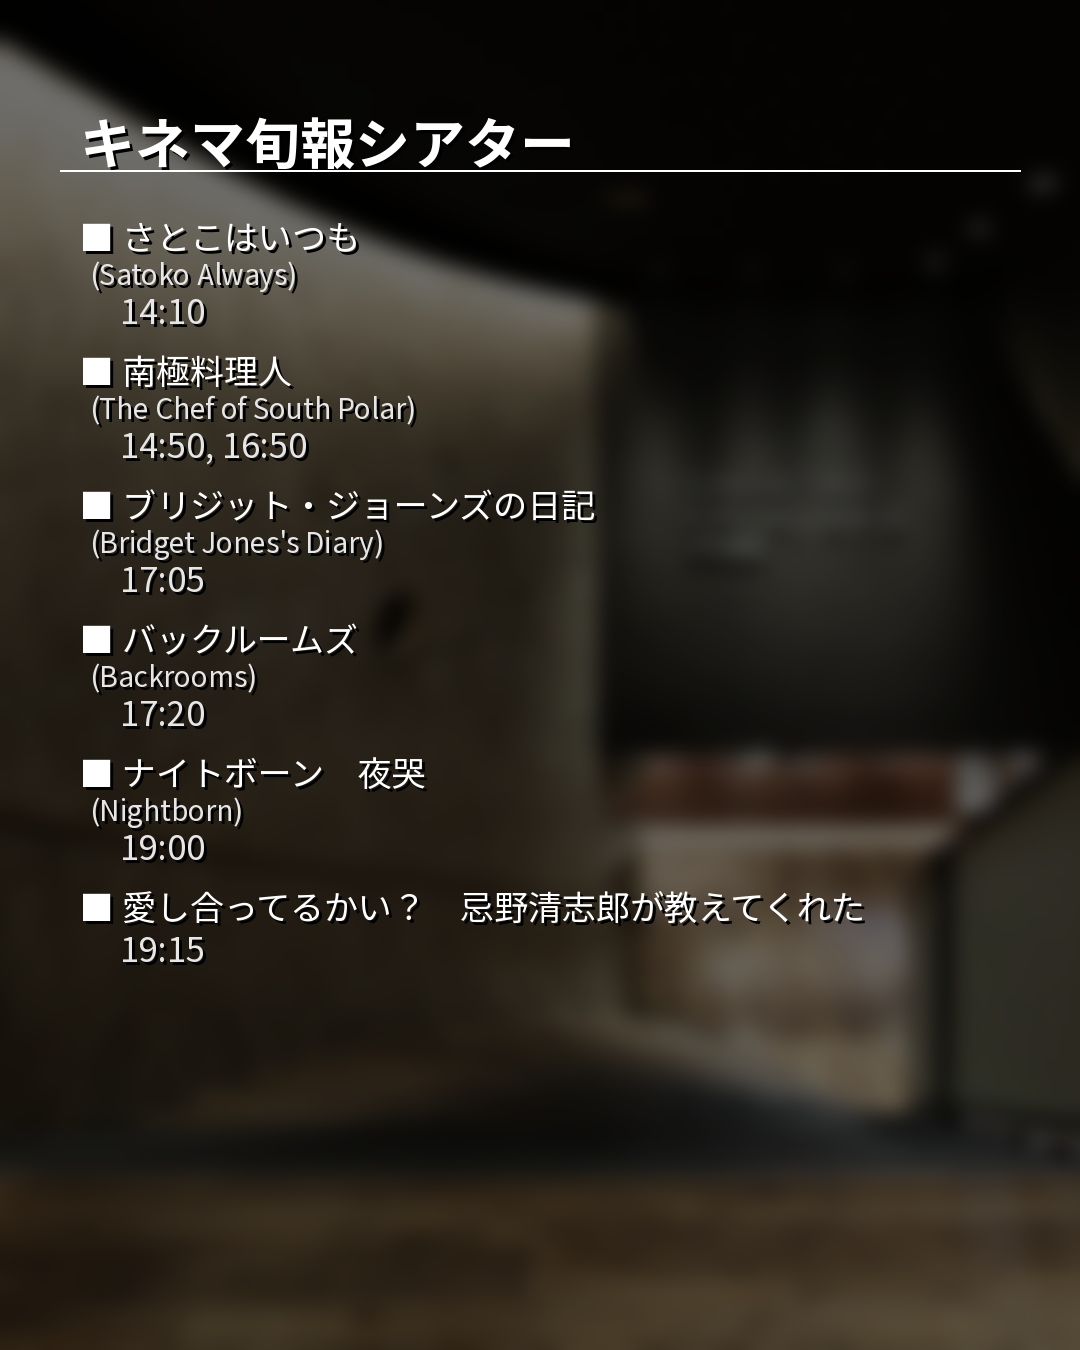 キネマ旬報シアター
■ さとこはいつも
(Satoko Always)
14:10
■ 南極料理人
(The Chef of South Polar)
14:50, 16:50
■ ブリジット・ジョーンズの日記
(Bridget Jones's Diary)
17:05
■ バックルームズ
(Backrooms)
17:20
■ ナイトボーン　夜哭
(Nightborn)
19:00
■ 愛し合ってるかい？　忌野清志郎が教えてくれた
19:15